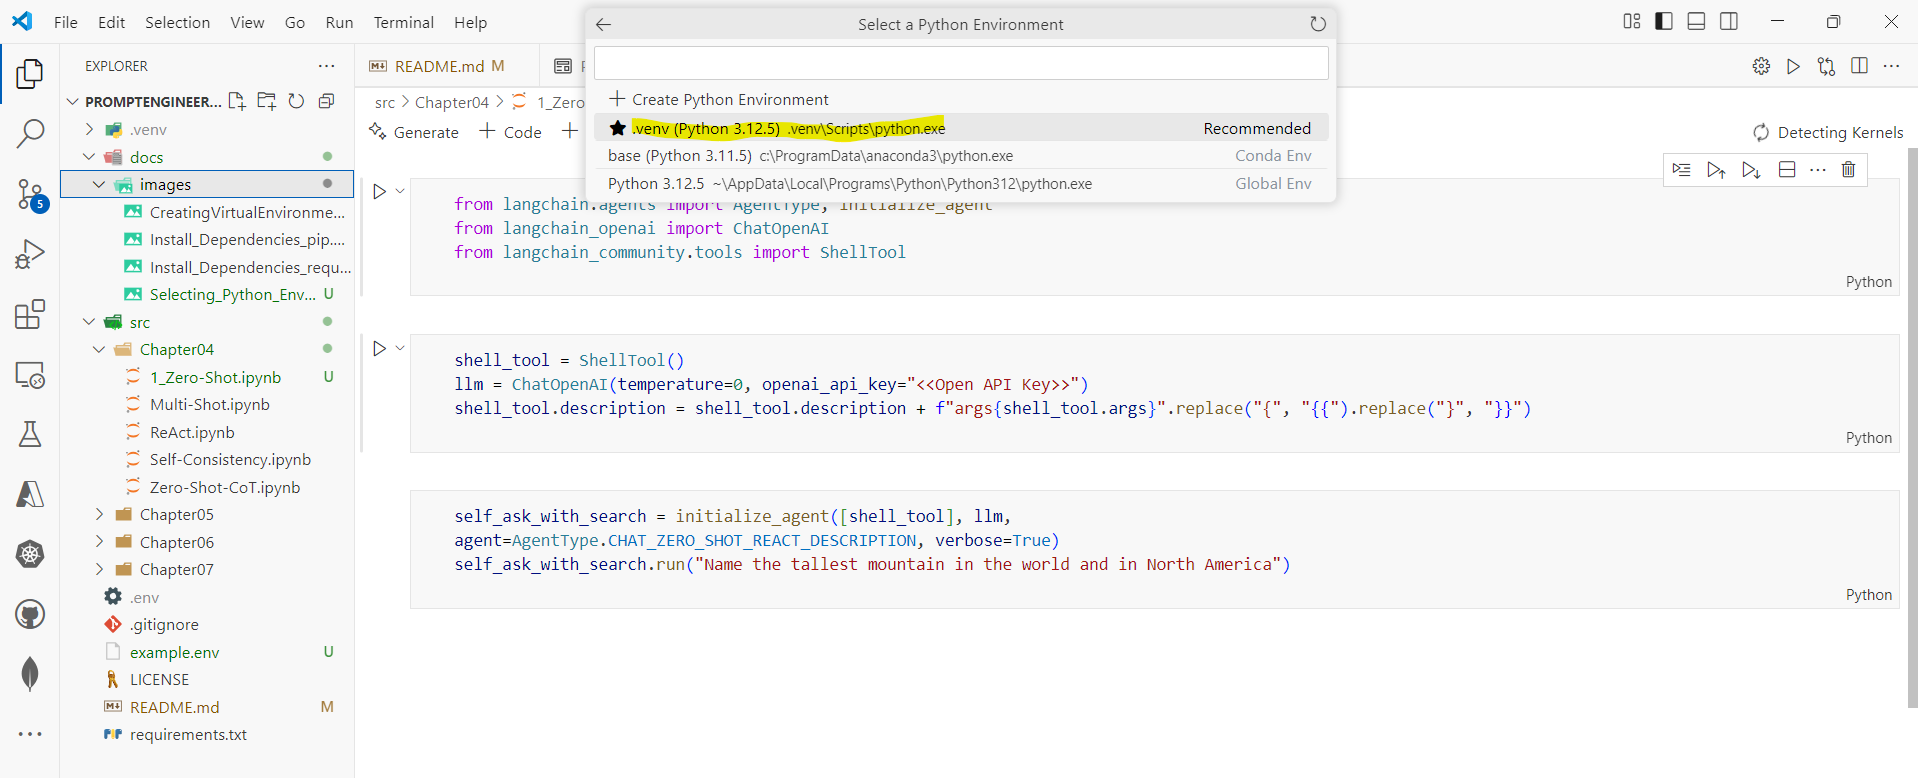 File Edit Selection View Go Run Terminal Help
Select a Python Environment
Create Python Environment
.venv (Python 3.12.5) .venv\Scripts\python.exe Recommended
base (Python 3.11.5) c:\ProgramData\anaconda3\python.exe Conda Env
Python 3.12.5 ~\AppData\Local\Programs\Python\Python312\python.exe Global Env
EXPLORER
PROMPTENGINEER...
.venv
docs
images
CreatingVirtualEnvironme...
Install_Dependencies_pip....
Install_Dependencies_requ...
Selecting_Python_Env... U
src
Chapter04
1_Zero-Shot.ipynb U
Multi-Shot.ipynb
ReAct.ipynb
Self-Consistency.ipynb
Zero-Shot-CoT.ipynb
Chapter05
Chapter06
Chapter07
.env
.gitignore
example.env U
LICENSE
README.md M
requirements.txt
5
README.md M
src > Chapter04 > 1_Zero
Generate + Code +
Detecting Kernels
from langchain.agents import AgentType, initialize_agent
from langchain_openai import ChatOpenAI
from langchain_community.tools import ShellTool
Python
shell_tool = ShellTool()
llm = ChatOpenAI(temperature=0, openai_api_key="<<Open API Key>>")
shell_tool.description = shell_tool.description + f"args{shell_tool.args}".replace("{", "{{").replace("}", "}}")
Python
self_ask_with_search = initialize_agent([shell_tool], llm,
agent=AgentType.CHAT_ZERO_SHOT_REACT_DESCRIPTION, verbose=True)
self_ask_with_search.run("Name the tallest mountain in the world and in North America")
Python